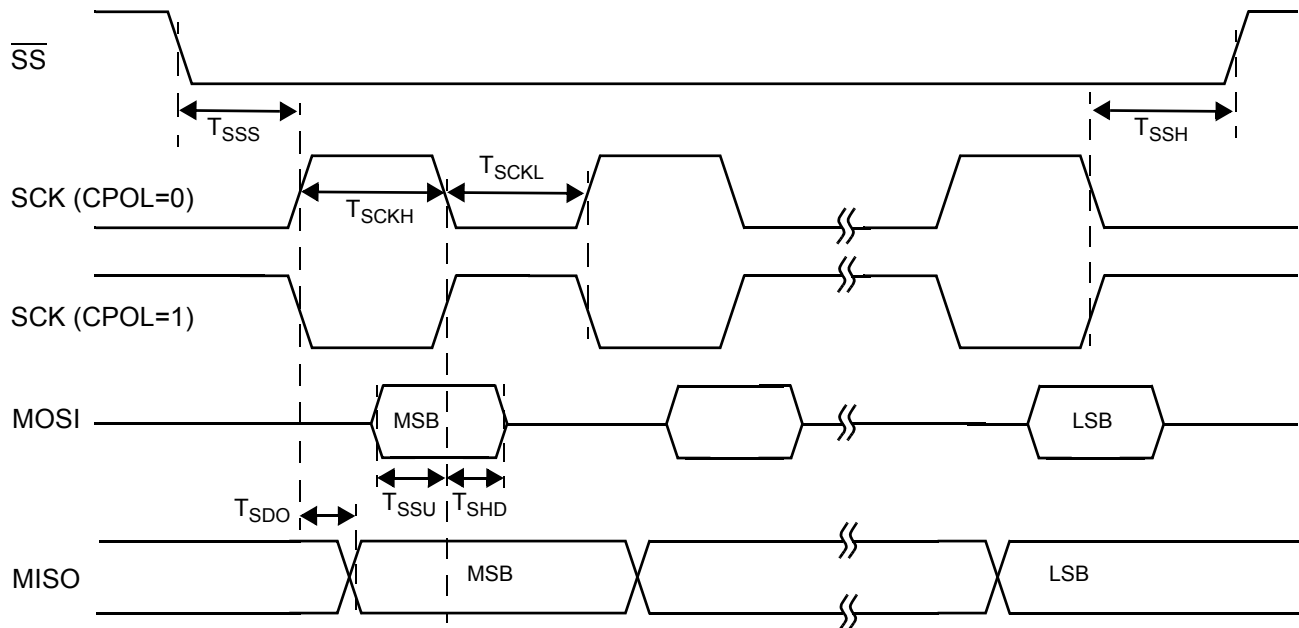 SS
TSSS
TSSH
SCK (CPOL=0)
TSCKH
TSCKL
SCK (CPOL=1)
MOSI
MSB
LSB
TSSU
TSHD
TSDO
MISO
MSB
LSB